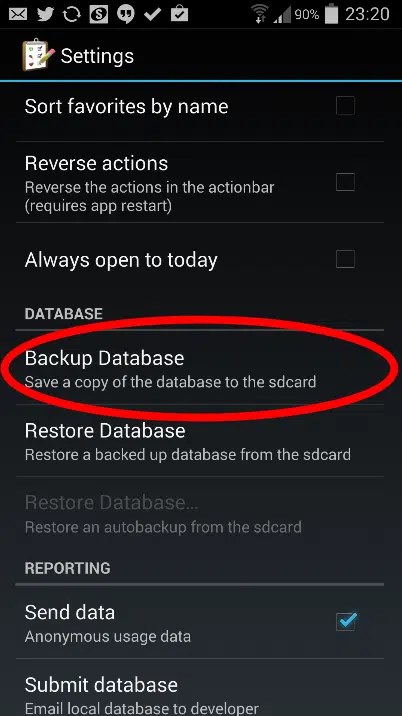 90% 23:20
Settings
Sort favorites by name
Reverse actions
Reverse the actions in the actionbar
(requires app restart)
Always open to today
DATABASE
Backup Database
Save a copy of the database to the sdcard
Restore Database
Restore a backed up database from the sdcard
Restore Database...
Restore an autobackup from the sdcard
REPORTING
Send data
Anonymous usage data
Submit database
Email local database to developer